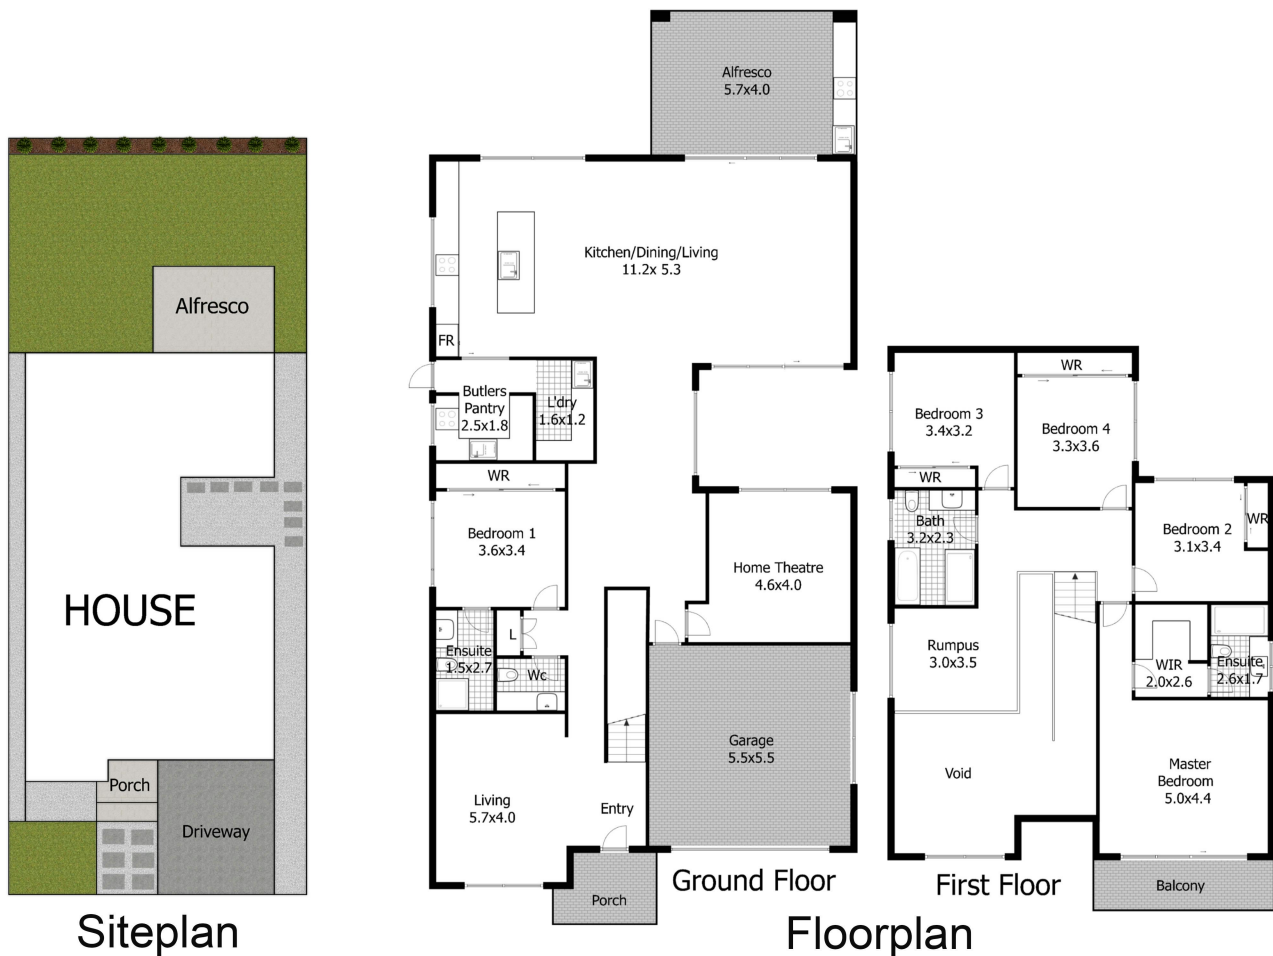 Alfresco
HOUSE
Porch
Driveway
Siteplan
Alfresco
5.7x4.0
Kitchen/Dining/Living
11.2x 5.3
FR
Butlers
Pantry
2.5x1.8
L'dry
1.6x1.2
WR
Bedroom 1
3.6x3.4
Home Theatre
4.6x4.0
L
Ensuite
1.5x2.7
Wc
Garage
5.5x5.5
Living
5.7x4.0
Entry
Porch
Ground Floor
WR
Bedroom 3
3.4x3.2
Bedroom 4
3.3x3.6
WR
Bath
3.2x2.3
WR
Bedroom 2
3.1x3.4
Rumpus
3.0x3.5
WIR
2.0x2.6
Ensuite
2.6x1.7
Void
Master
Bedroom
5.0x4.4
First Floor
Balcony
Floorplan